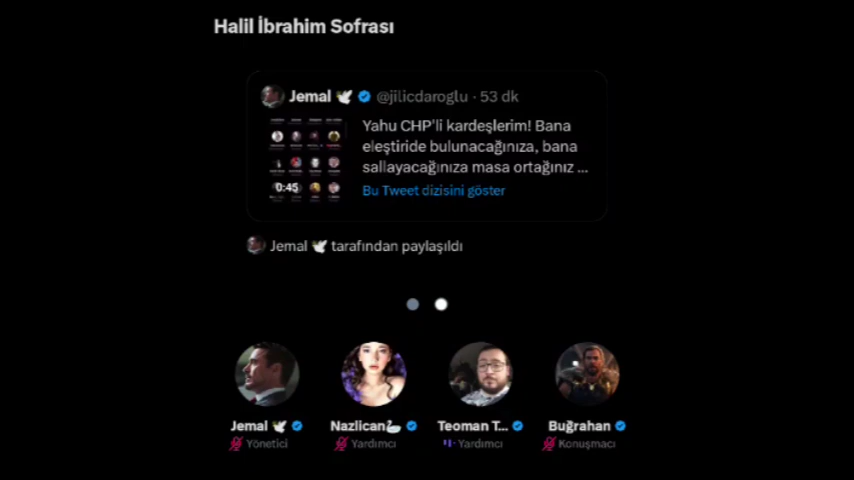 Halil İbrahim Sofrası
Jemal 🕊 @jilicdaroglu · 53 dk
Yahu CHP'li kardeşlerim! Bana
eleştiride bulunacağınıza, bana
sallayacağınıza masa ortağınız ...
0:45
Bu Tweet dizisini göster
Jemal 🕊 tarafından paylaşıldı
Jemal 🕊 Nazlican🦢 Teoman T... Buğrahan
Yönetici Yardımcı Yardımcı Konuşmacı